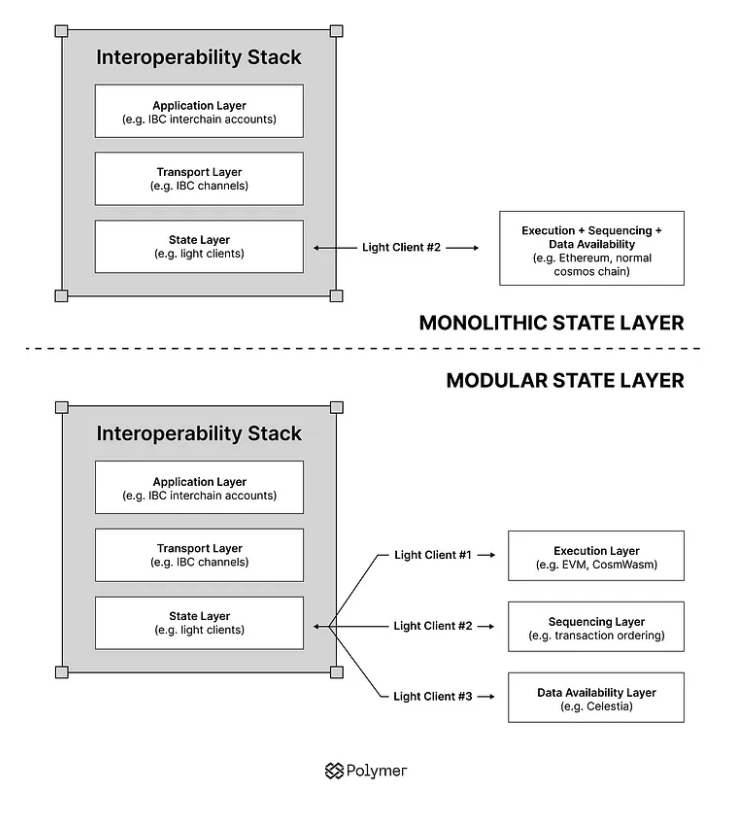 Interoperability Stack
Application Layer
(e.g. IBC interchain accounts)
Transport Layer
(e.g. IBC channels)
State Layer
(e.g. light clients)
Light Client #2
Execution + Sequencing +
Data Availability
(e.g. Ethereum, normal
cosmos chain)
MONOLITHIC STATE LAYER
MODULAR STATE LAYER
Interoperability Stack
Application Layer
(e.g. IBC interchain accounts)
Transport Layer
(e.g. IBC channels)
State Layer
(e.g. light clients)
Light Client #1
Execution Layer
(e.g. EVM, CosmWasm)
Light Client #2
Sequencing Layer
(e.g. transaction ordering)
Light Client #3
Data Availability Layer
(e.g. Celestia)
Polymer